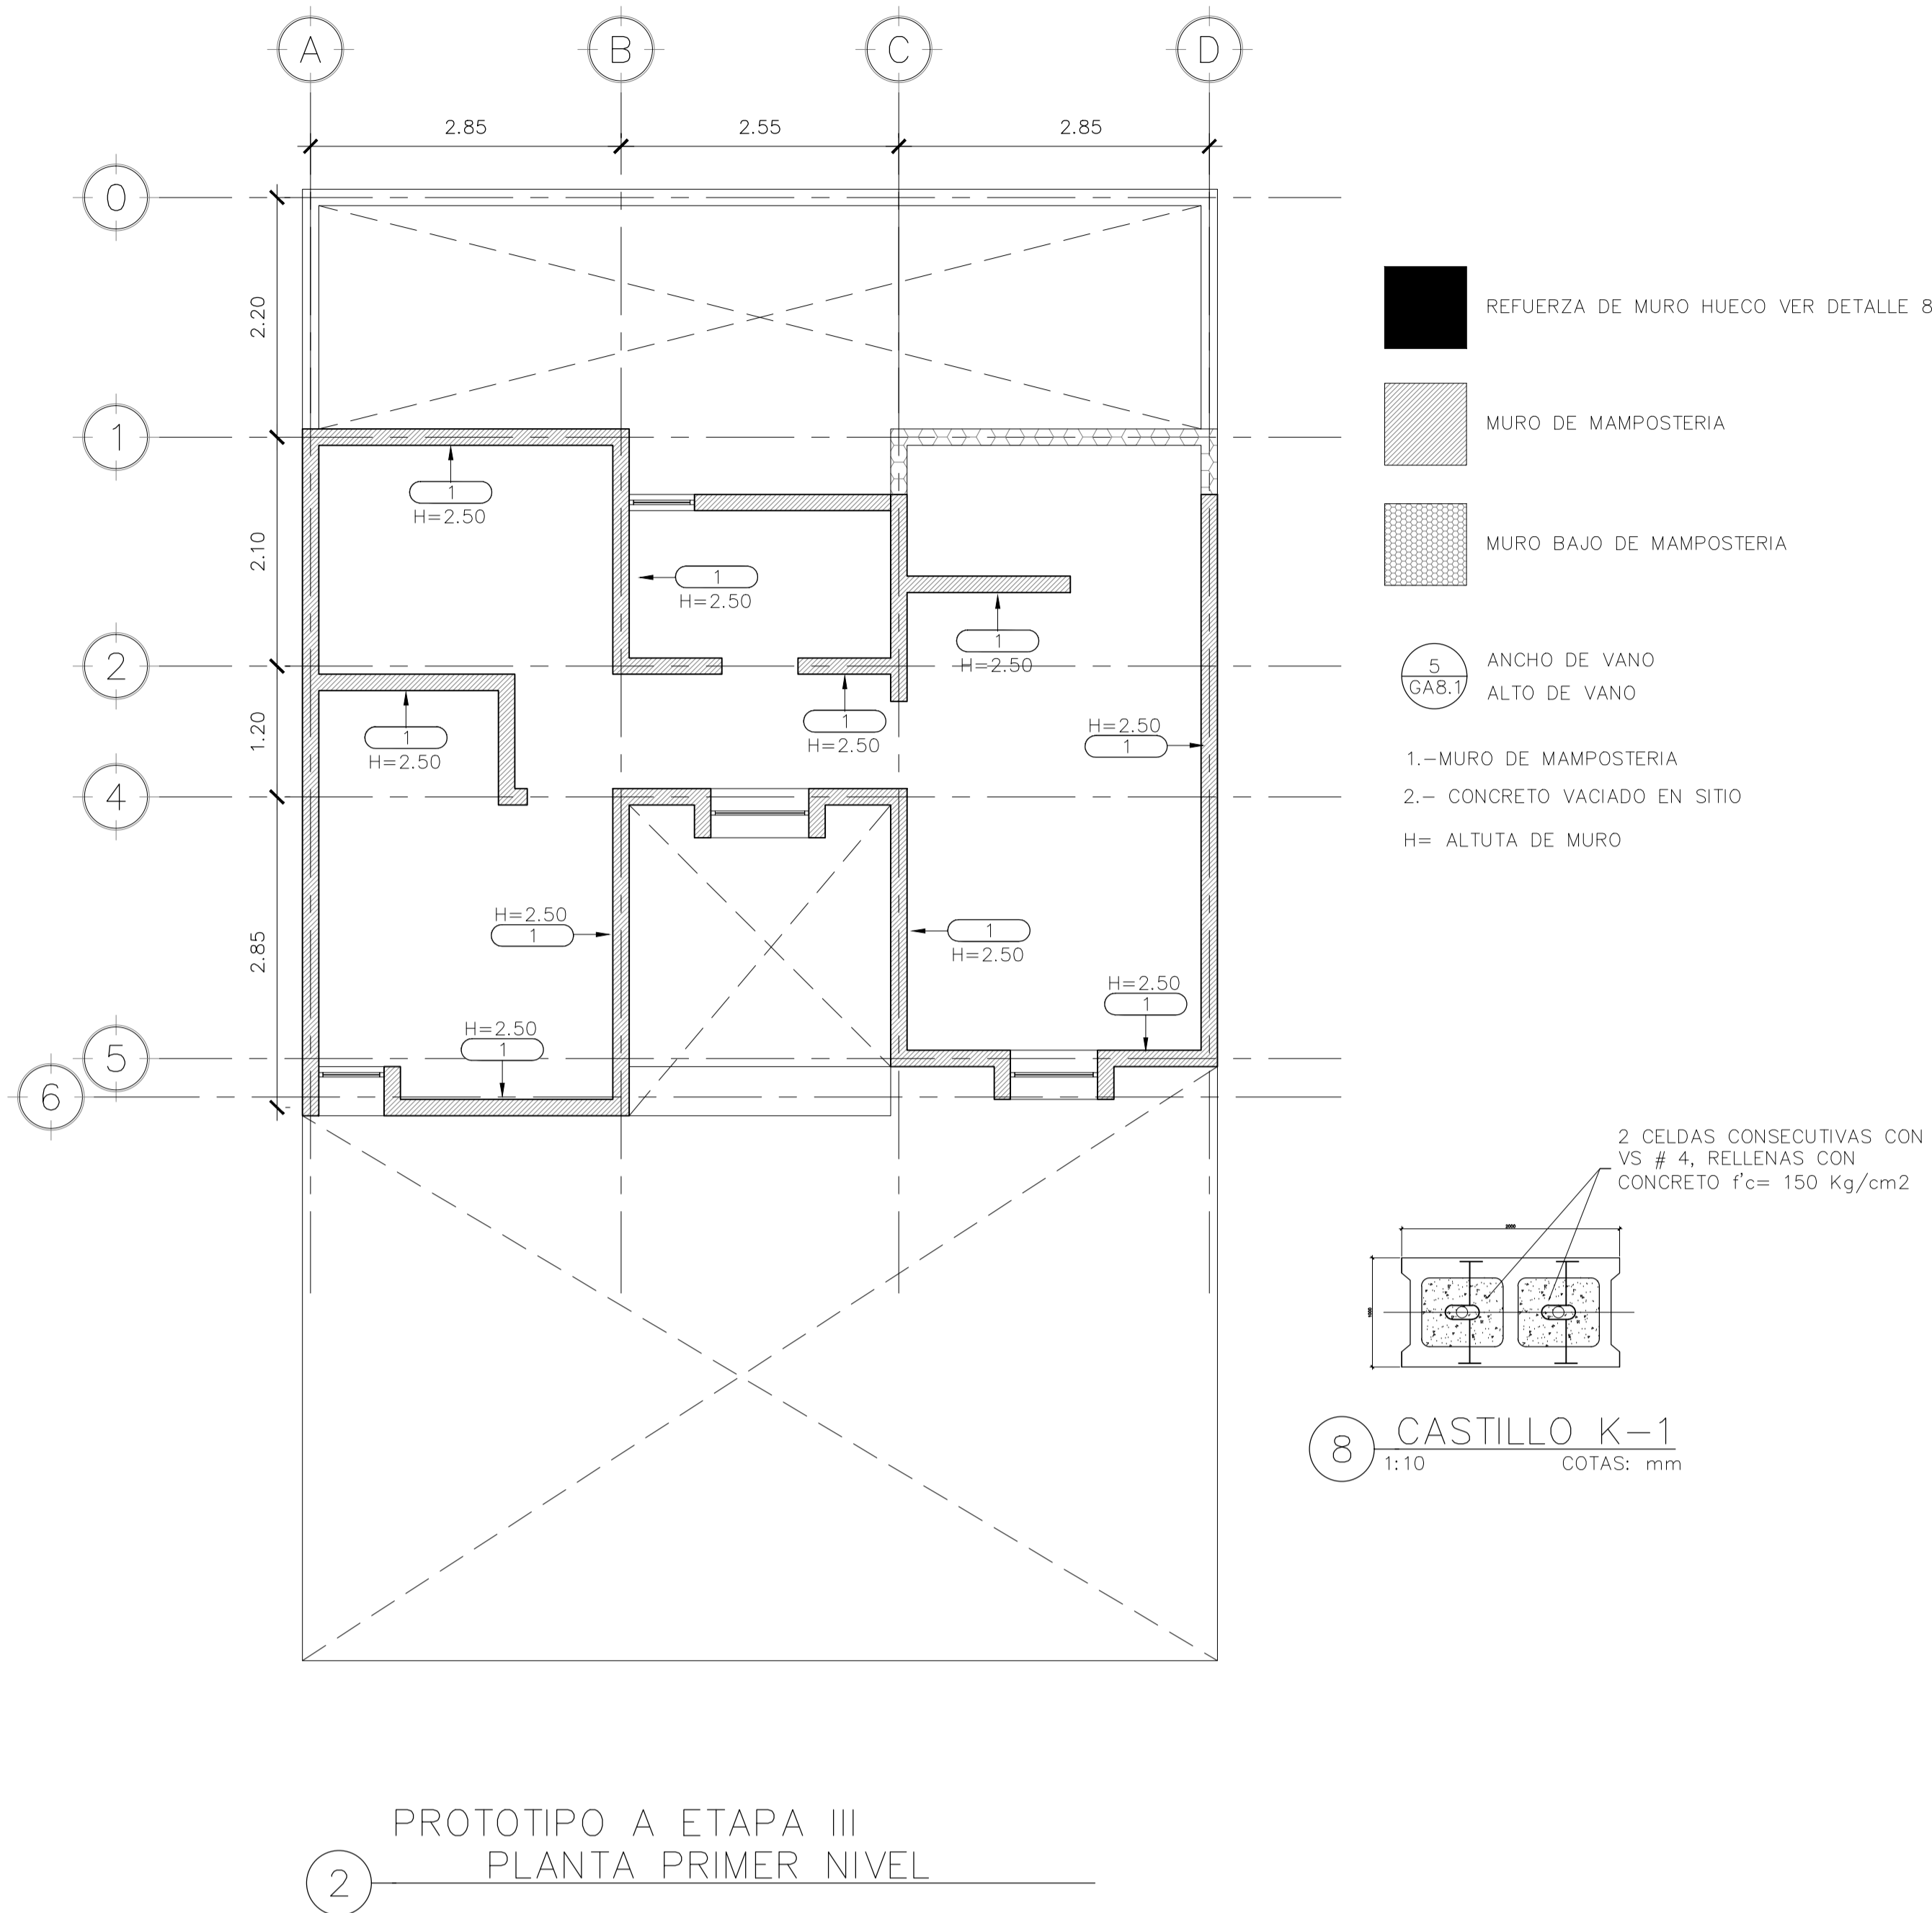 A
B
C
D
2.85
2.55
2.85
0
2.20
1
2.10
2
1.20
4
2.85
5
6
1
H=2.50
1
H=2.50
1
H=2.50
1
H=2.50
1
H=2.50
H=2.50
1
H=2.50
1
1
H=2.50
H=2.50
1
H=2.50
1
REFUERZA DE MURO HUECO VER DETALLE 8
MURO DE MAMPOSTERIA
MURO BAJO DE MAMPOSTERIA
5
GA8.1
ANCHO DE VANO
ALTO DE VANO
1.-MURO DE MAMPOSTERIA
2.- CONCRETO VACIADO EN SITIO
H= ALTUTA DE MURO
2 CELDAS CONSECUTIVAS CON
VS # 4, RELLENAS CON
CONCRETO f'c= 150 Kg/cm2
2000
1000
8
CASTILLO K-1
1:10
COTAS: mm
PROTOTIPO A ETAPA III
PLANTA PRIMER NIVEL
2